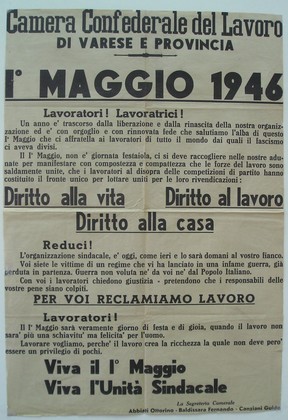 Camera Confederale del Lavoro
DI VARESE E PROVINCIA
1° MAGGIO 1946
Lavoratori! Lavoratrici!
Un anno e' trascorso dalla liberazione e dalla rinascita della nostra organiz-
zazione ed e' con orgoglio e con rinnovata fede che salutiamo l'alba di questo
1° Maggio che ci affratella ai lavoratori di tutto il mondo dai quali il fascismo
ci aveva divisi.
Il 1° Maggio, non e' giornata festaiola, ci si deve raccogliere nelle nostre adu-
nate per manifestare con compostezza e compattezza che le forze del lavoro sono
saldamente unite, che i lavoratori al disopra delle competizioni di partito hanno
costituito il fronte unico per lottare uniti per le loro rivendicazioni:
Diritto alla vita Diritto al lavoro
Diritto alla casa
Reduci!
L'organizzazione sindacale, e' oggi, come ieri e lo sarà domani al vostro fianco.
Voi siete le vittime di un regime che vi ha lanciato in una infame guerra, già
perduta in partenza. Guerra non voluta ne' da voi ne' dal Popolo Italiano.
Con voi i lavoratori chiedono giustizia - pretendono che i responsabili delle
vostre pene siano colpiti.
PER VOI RECLAMIAMO LAVORO
Lavoratori!
Il 1° Maggio sarà veramente giorno di festa e di gioia, quando il lavoro non
sara' più una schiavitu' ma felicita' per l'uomo.
Lavorare vogliamo, perche' il lavoro crea la ricchezza la quale non deve pero'
essere un privilegio di pochi.
Viva il 1° Maggio
Viva l'Unità Sindacale
La Segreteria Camerale
Fernando